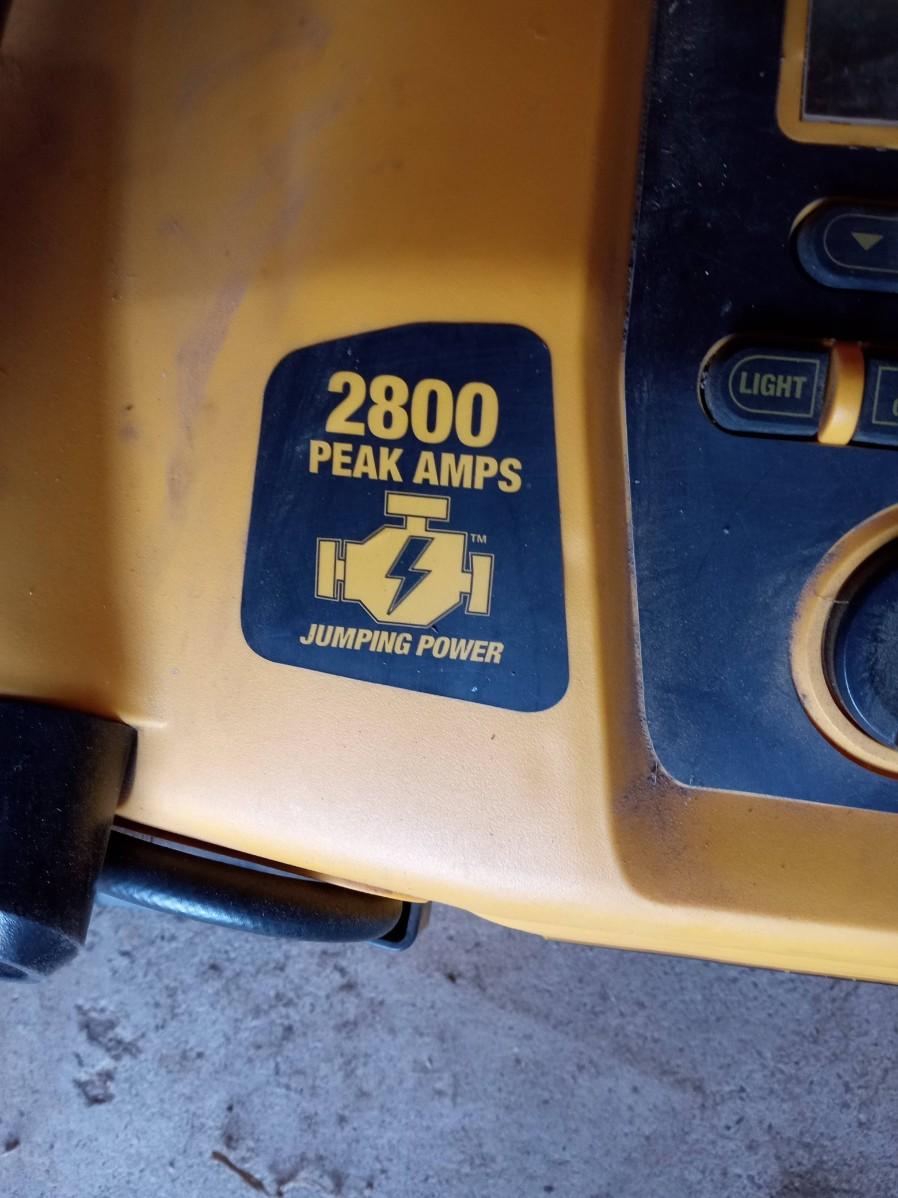 2800
PEAK AMPS
TM
JUMPING POWER
LIGHT